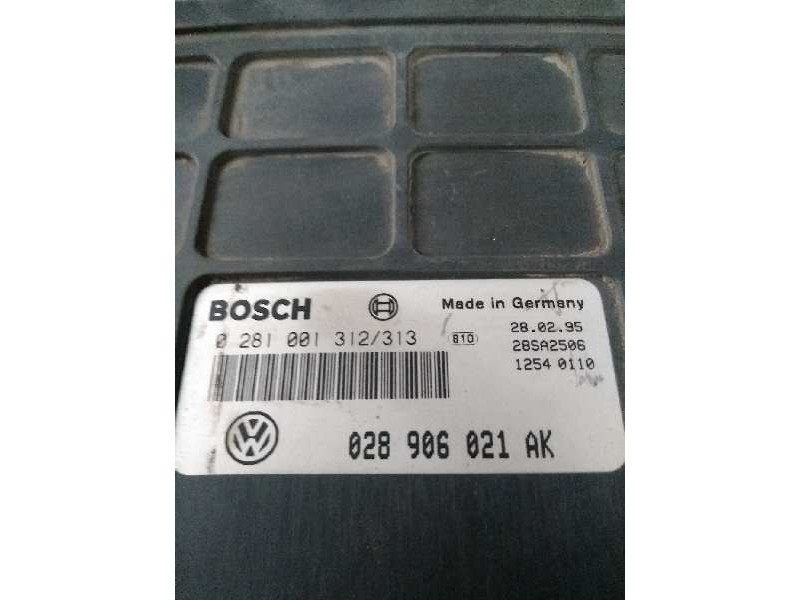 BOSCH
Made in Germany
0 281 001 312/313
810
28.02.95
28SA2506
1254 0110
028 906 021 AK